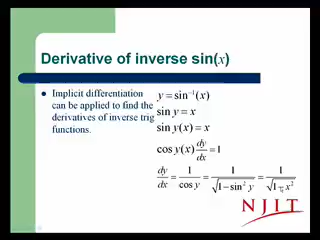 Derivative of inverse sin(x)
Implicit differentiation
can be applied to find the
derivatives of inverse trig
functions.
y = sin⁻¹(x)
sin y = x
sin y(x) = x
cos y(x) dy/dx = 1
dy/dx = 1/cos y = 1/√(1−sin² y) = 1/√(1−x²)
NJIT